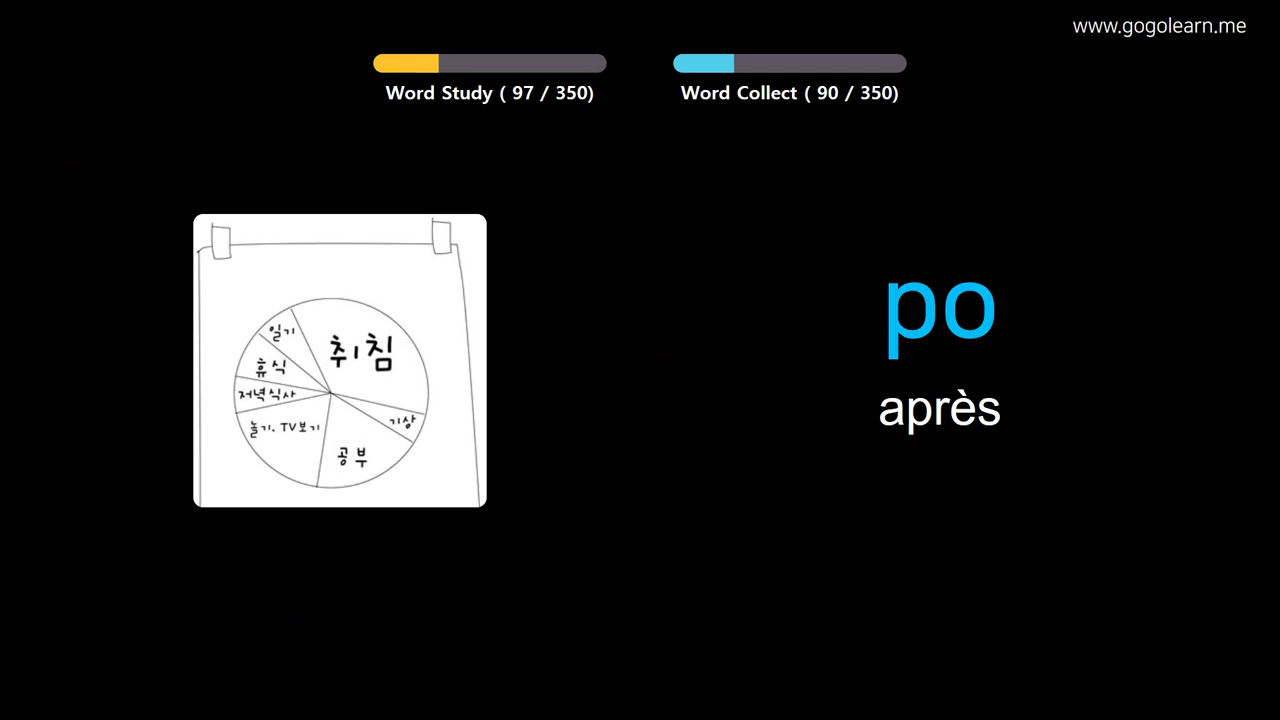 www.gogolearn.me
Word Study ( 97 / 350)
Word Collect ( 90 / 350)
일기
취침
휴식
저녁식사
기상
놀기. TV보기
공부
po
après